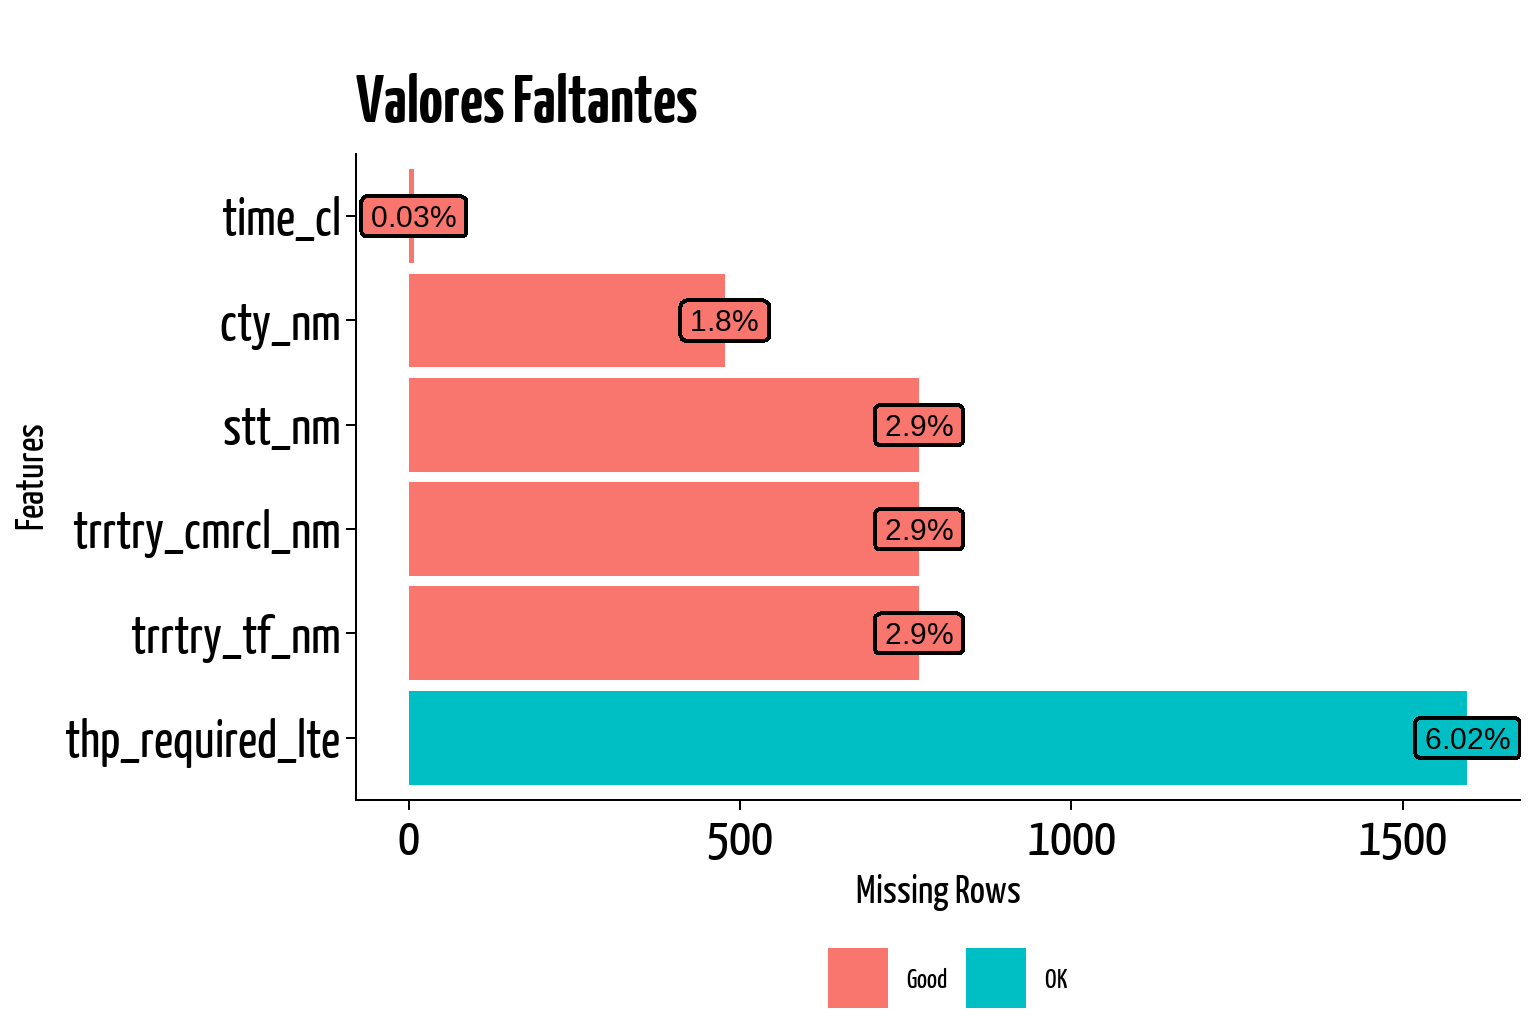 Valores Faltantes
time_cl
0.03%
cty_nm
1.8%
stt_nm
2.9%
trrtry_cmrcl_nm
2.9%
trrtry_tf_nm
2.9%
thp_required_lte
6.02%
Features
0 500 1000 1500
Missing Rows
Good OK